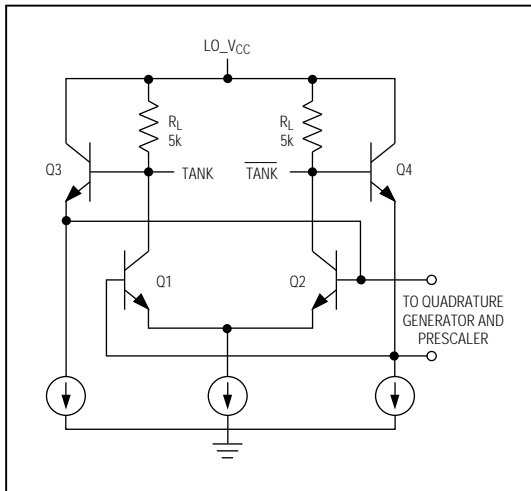 LO_VCC
RL
5k
RL
5k
Q3
TANK
TANK
Q4
Q1
Q2
TO QUADRATURE
GENERATOR AND
PRESCALER